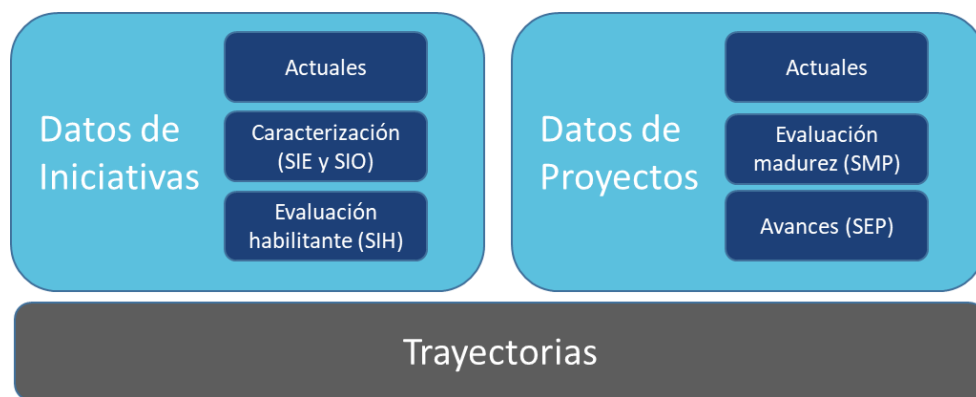 Datos de
Iniciativas
Actuales
Caracterización
(SIE y SIO)
Evaluación
habilitante (SIH)
Datos de
Proyectos
Actuales
Evaluación
madurez (SMP)
Avances (SEP)
Trayectorias